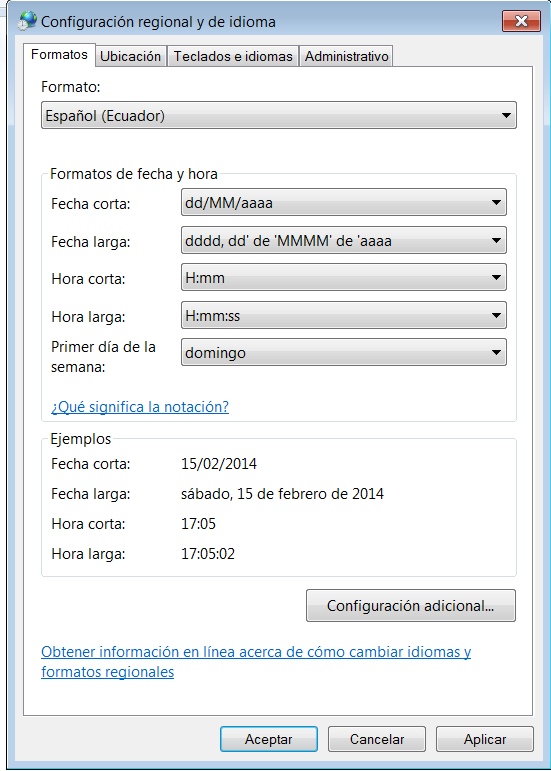 Configuración regional y de idioma
Formatos Ubicación Teclados e idiomas Administrativo
Formato:
Español (Ecuador)
Formatos de fecha y hora
Fecha corta: dd/MM/aaaa
Fecha larga: dddd, dd' de 'MMMM' de 'aaaa
Hora corta: H:mm
Hora larga: H:mm:ss
Primer día de la
semana: domingo
¿Qué significa la notación?
Ejemplos
Fecha corta: 15/02/2014
Fecha larga: sábado, 15 de febrero de 2014
Hora corta: 17:05
Hora larga: 17:05:02
Configuración adicional...
Obtener información en línea acerca de cómo cambiar idiomas y
formatos regionales
Aceptar Cancelar Aplicar